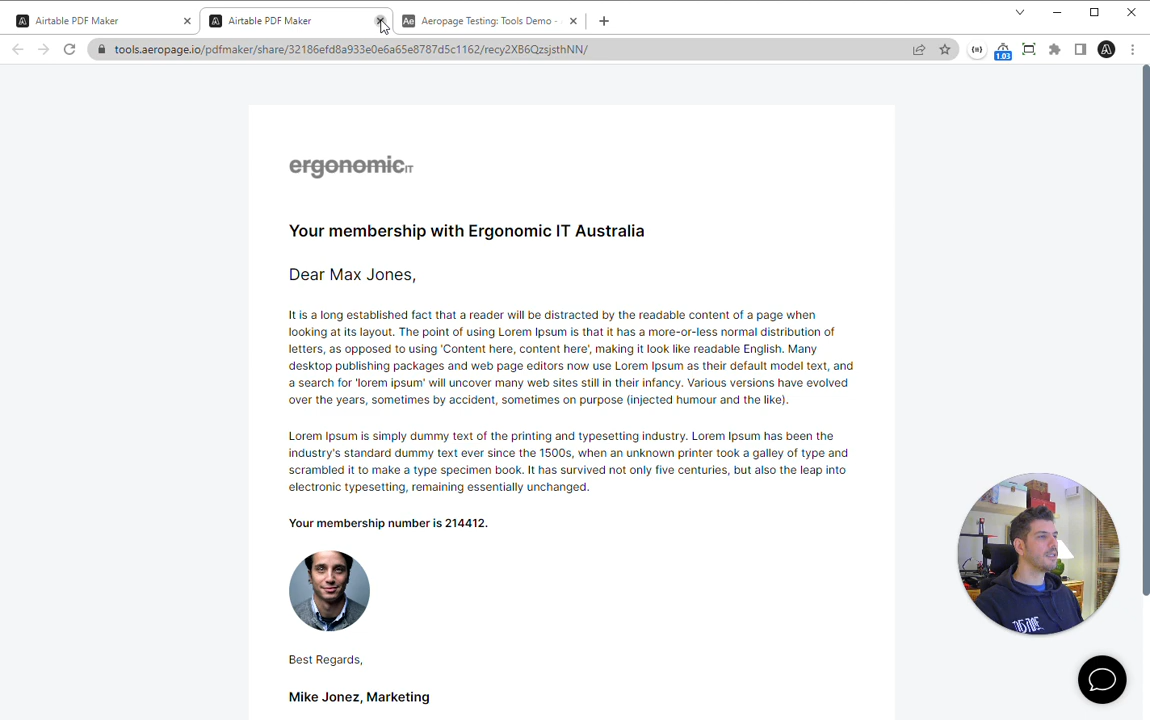 Airtable PDF Maker
Airtable PDF Maker
Ae Aeropage Testing: Tools Demo -
tools.aeropage.io/pdfmaker/share/32186efd8a933e0e6a65e8787d5c1162/recy2XB6QzsjsthNN/
1.03
ergonomic IT
Your membership with Ergonomic IT Australia
Dear Max Jones,
It is a long established fact that a reader will be distracted by the readable content of a page when
looking at its layout. The point of using Lorem Ipsum is that it has a more-or-less normal distribution of
letters, as opposed to using 'Content here, content here', making it look like readable English. Many
desktop publishing packages and web page editors now use Lorem Ipsum as their default model text, and
a search for 'lorem ipsum' will uncover many web sites still in their infancy. Various versions have evolved
over the years, sometimes by accident, sometimes on purpose (injected humour and the like).
Lorem Ipsum is simply dummy text of the printing and typesetting industry. Lorem Ipsum has been the
industry's standard dummy text ever since the 1500s, when an unknown printer took a galley of type and
scrambled it to make a type specimen book. It has survived not only five centuries, but also the leap into
electronic typesetting, remaining essentially unchanged.
Your membership number is 214412.
Best Regards,
Mike Jonez, Marketing